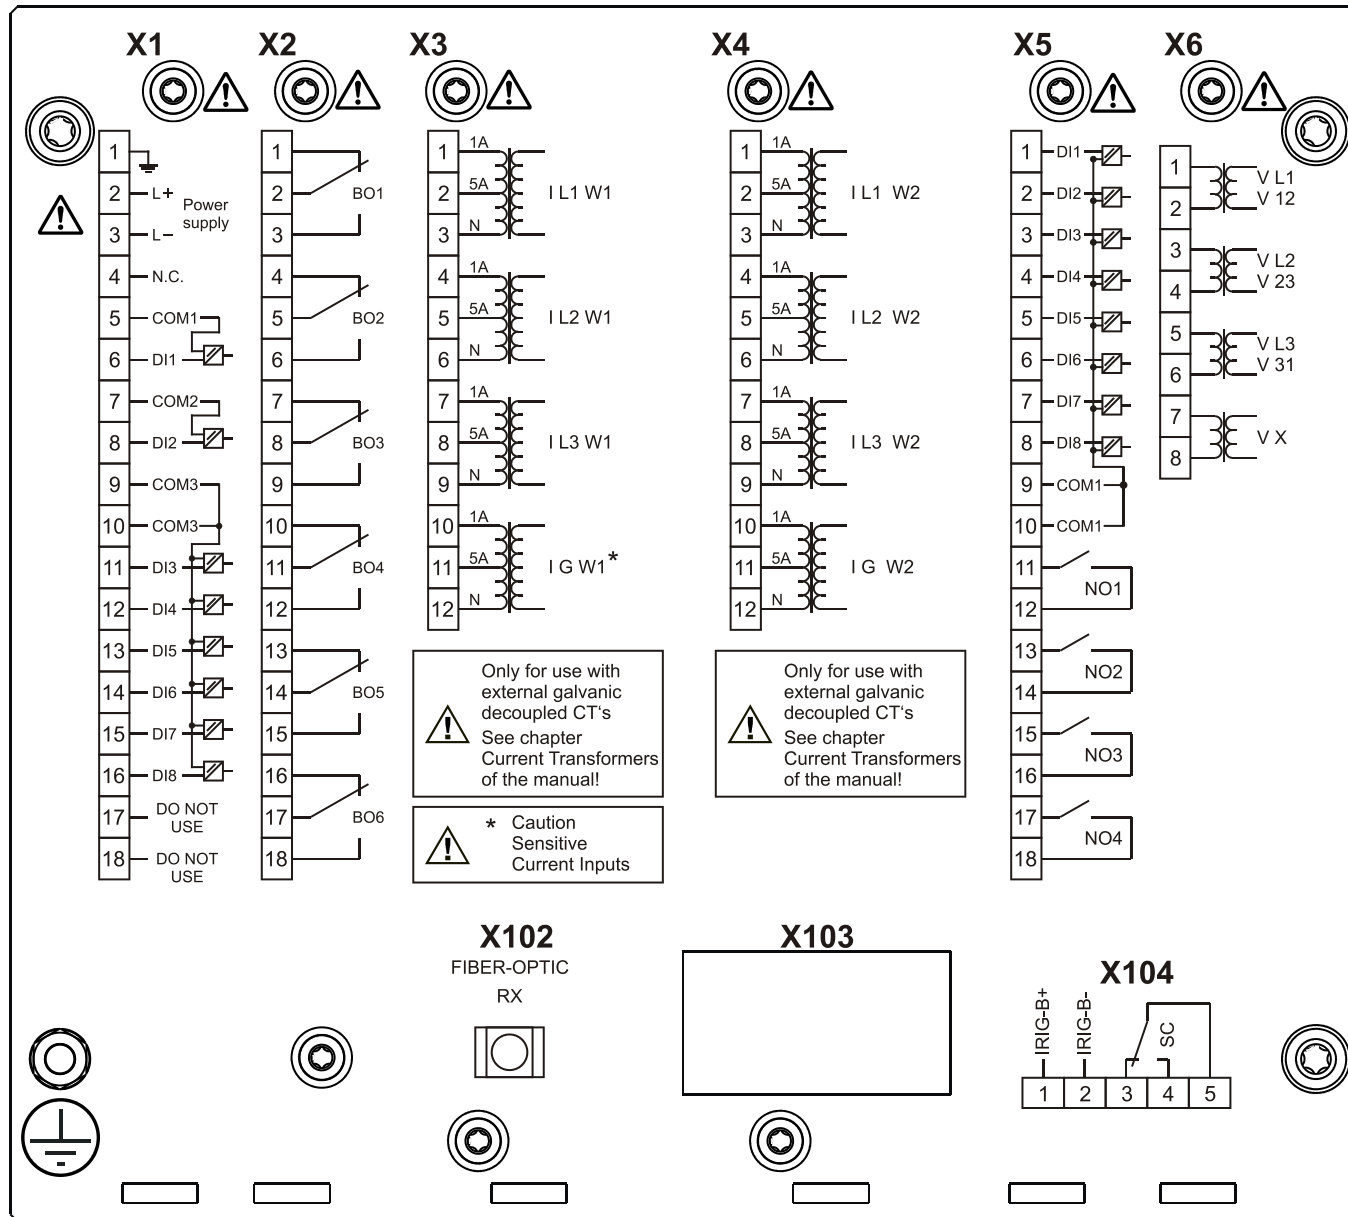 X1
X2
X3
X4
X5
X6
1
2 L+
Power
supply
3 L–
4 N.C.
5 COM1
6 DI1
7 COM2
8 DI2
9 COM3
10 COM3
11 DI3
12 DI4
13 DI5
14 DI6
15 DI7
16 DI8
17 DO NOT
USE
18 DO NOT
USE
1
2 BO1
3
4
5 BO2
6
7
8 BO3
9
10
11 BO4
12
13
14 BO5
15
16
17 BO6
18
1 1A
2 5A I L1 W1
3 N
4 1A
5 5A I L2 W1
6 N
7 1A
8 5A I L3 W1
9 N
10 1A
11 5A I G W1*
12 N
Only for use with
external galvanic
decoupled CT‘s
See chapter
Current Transformers
of the manual!
* Caution
Sensitive
Current Inputs
1 1A
2 5A I L1 W2
3 N
4 1A
5 5A I L2 W2
6 N
7 1A
8 5A I L3 W2
9 N
10 1A
11 5A I G W2
12 N
Only for use with
external galvanic
decoupled CT‘s
See chapter
Current Transformers
of the manual!
1 DI1
2 DI2
3 DI3
4 DI4
5 DI5
6 DI6
7 DI7
8 DI8
9 COM1
10 COM1
11
NO1
12
13
NO2
14
15
NO3
16
17
NO4
18
1 V L1
2 V 12
3 V L2
4 V 23
5 V L3
6 V 31
7
V X
8
X102
FIBER-OPTIC
RX
X103
X104
IRIG-B+
IRIG-B-
SC
1 2 3 4 5